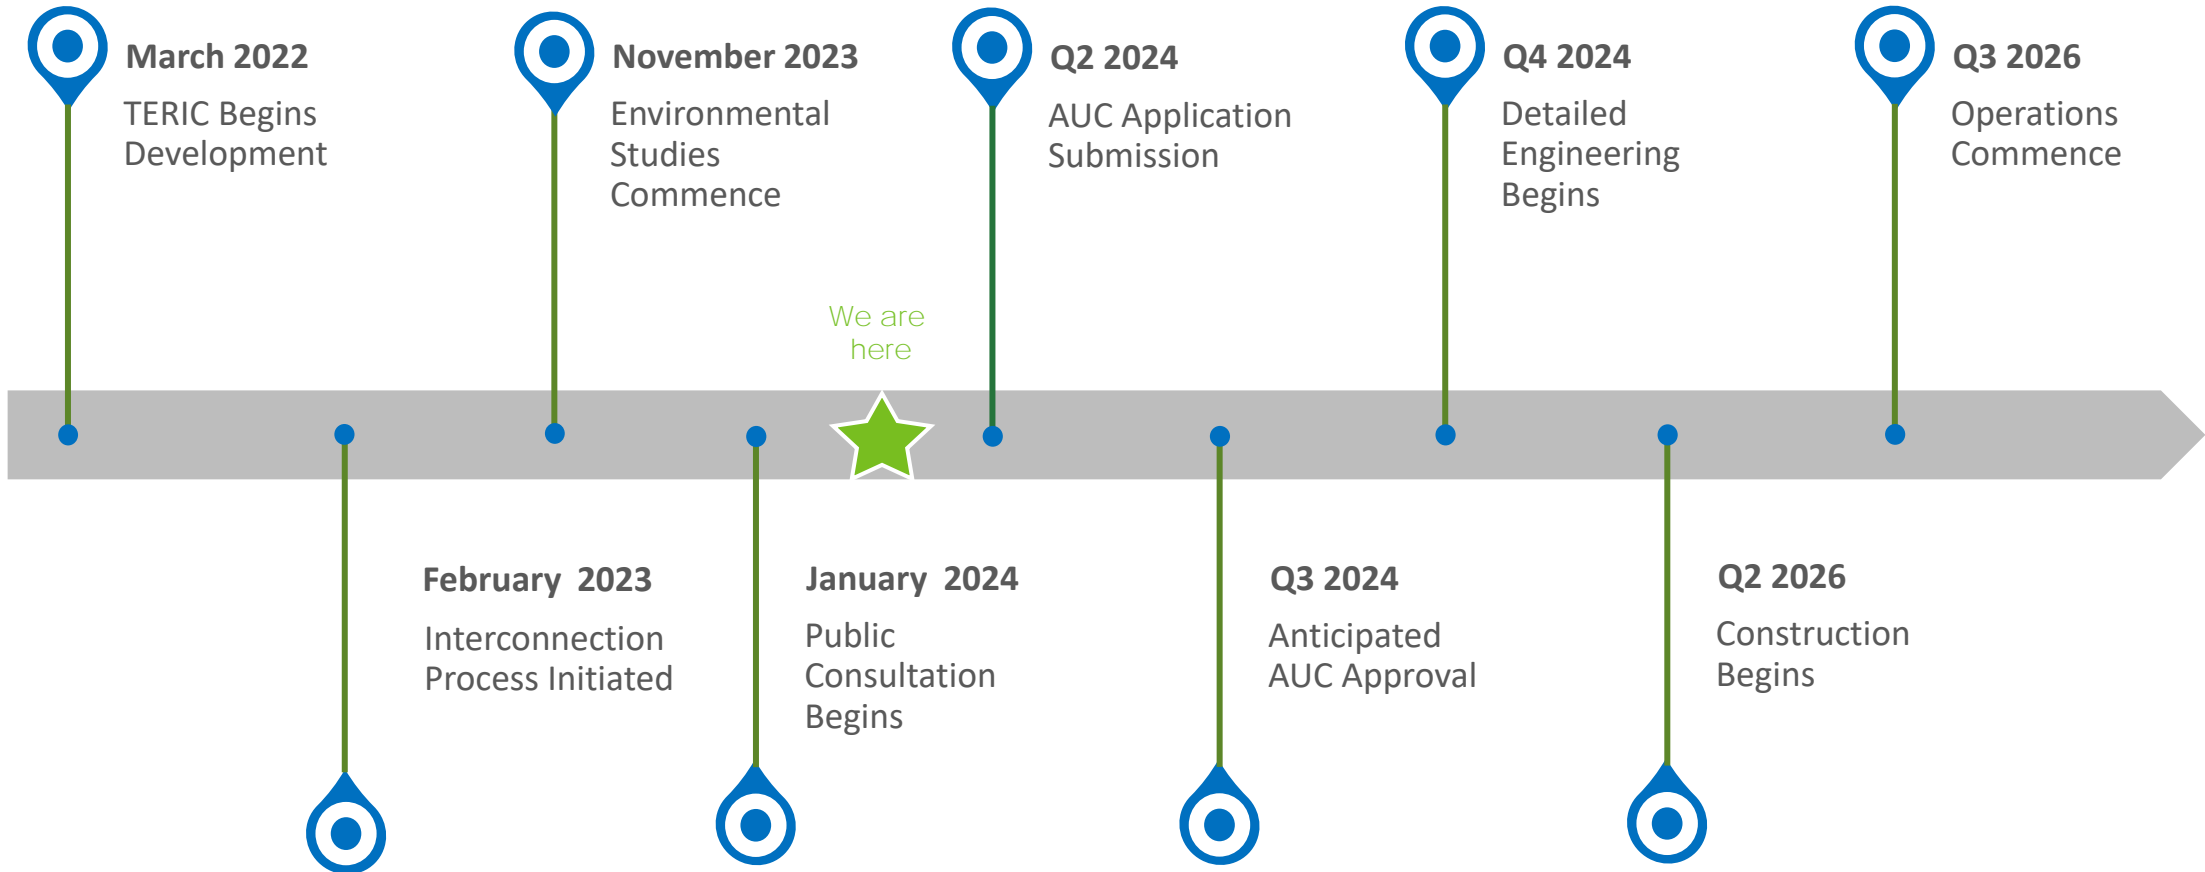 March 2022
TERIC Begins
Development
November 2023
Environmental
Studies
Commence
Q2 2024
AUC Application
Submission
Q4 2024
Detailed
Engineering
Begins
Q3 2026
Operations
Commence
We are
here
February 2023
Interconnection
Process Initiated
January 2024
Public
Consultation
Begins
Q3 2024
Anticipated
AUC Approval
Q2 2026
Construction
Begins